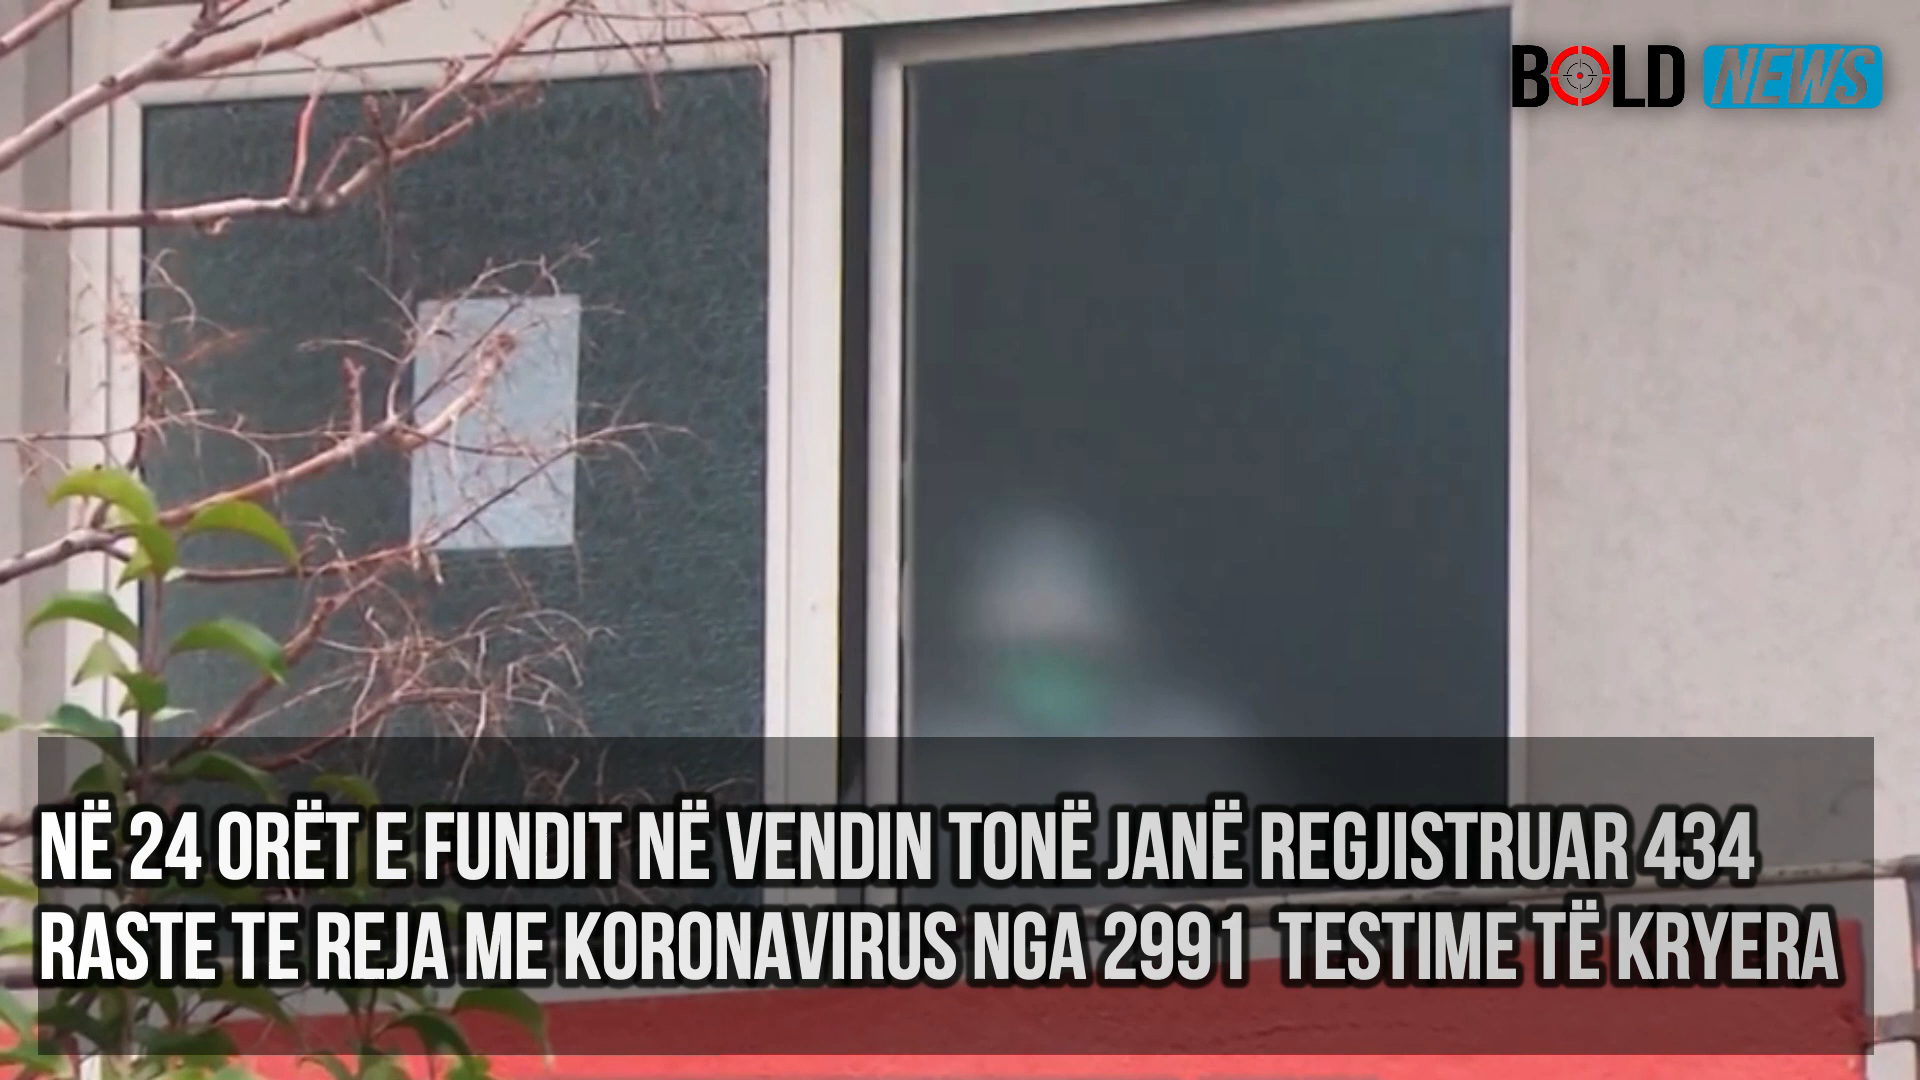 BOLD NEWS
NË 24 ORËT E FUNDIT NË VENDIN TONË JANË REGJISTRUAR 434
RASTE TE REJA ME KORONAVIRUS NGA 2991 TESTIME TË KRYERA